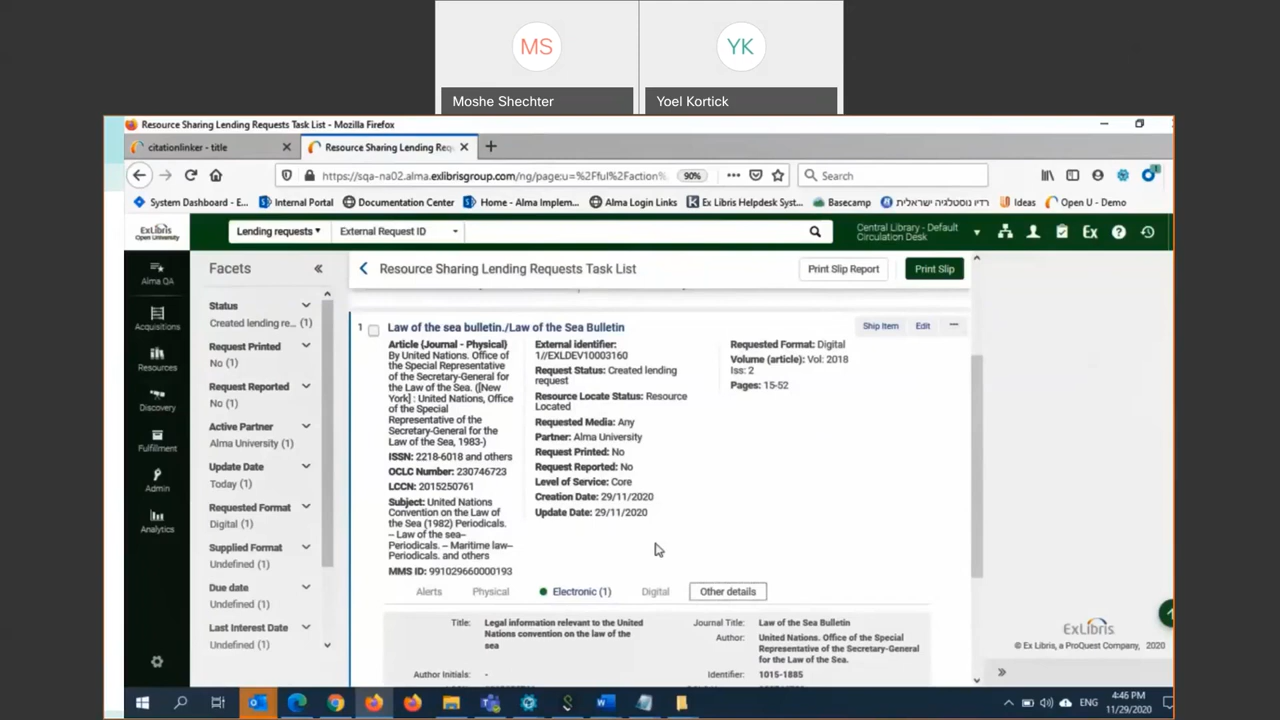 MS
YK
Moshe Shechter
Yoel Kortick
Resource Sharing Lending Requests Task List - Mozilla Firefox
citationlinker - title
Resource Sharing Lending Req
https://sqa-na02.alma.exlibrisgroup.com/ng/page;u=%2Fful%2Faction
90%
Search
System Dashboard - E...
Internal Portal
Documentation Center
Home - Alma Implem...
Alma Login Links
Ex Libris Helpdesk Syst...
Basecamp
רדיו נוסטלגיה ישראלית
Ideas
Open U - Demo
ExLibris
Open University
Lending requests
External Request ID
Central Library - Default
Circulation Desk
Ex
Alma QA
Acquisitions
Resources
Discovery
Fulfillment
Admin
Analytics
Facets
Status
Created lending re... (1)
Request Printed
No (1)
Request Reported
No (1)
Active Partner
Alma University (1)
Update Date
Today (1)
Requested Format
Digital (1)
Supplied Format
Undefined (1)
Due date
Undefined (1)
Last Interest Date
Undefined (1)
Resource Sharing Lending Requests Task List
Print Slip Report
Print Slip
1
Law of the sea bulletin./Law of the Sea Bulletin
Ship Item
Edit
Article {Journal - Physical}
By United Nations. Office of
the Special Representative
of the Secretary-General for
the Law of the Sea. ([New
York] : United Nations, Office
of the Special
Representative of the
Secretary-General for the
Law of the Sea, 1983-)
ISSN: 2218-6018 and others
OCLC Number: 230746723
LCCN: 2015250761
Subject: United Nations
Convention on the Law of
the Sea (1982) Periodicals.
-- Law of the sea--
Periodicals. -- Maritime law--
Periodicals. and others
MMS ID: 991029660000193
External identifier:
1//EXLDEV10003160
Request Status: Created lending
request
Resource Locate Status: Resource
Located
Requested Media: Any
Partner: Alma University
Request Printed: No
Request Reported: No
Level of Service: Core
Creation Date: 29/11/2020
Update Date: 29/11/2020
Requested Format: Digital
Volume (article): Vol: 2018
Iss: 2
Pages: 15-52
Alerts
Physical
Electronic (1)
Digital
Other details
Title: Legal information relevant to the United
Nations convention on the law of the
sea
Author Initials: -
Journal Title: Law of the Sea Bulletin
Author: United Nations. Office of the Special
Representative of the Secretary-General
for the Law of the Sea.
Identifier: 1015-1885
ExLibris
© Ex Libris, a ProQuest Company, 2020
ENG
4:46 PM
11/29/2020